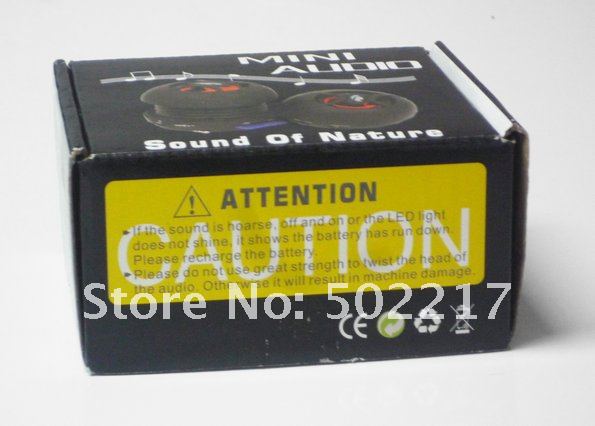 MINI
AUDIO
Sound Of Nature
ATTENTION
CAUTION
If the sound is hoarse, off and on or the LED light
does not shine, it shows the battery has run down.
Please recharge the battery.
Please do not use great strength to twist the head of
the audio. Otherwise it will result in machine damage.
Store No: 502217
CE